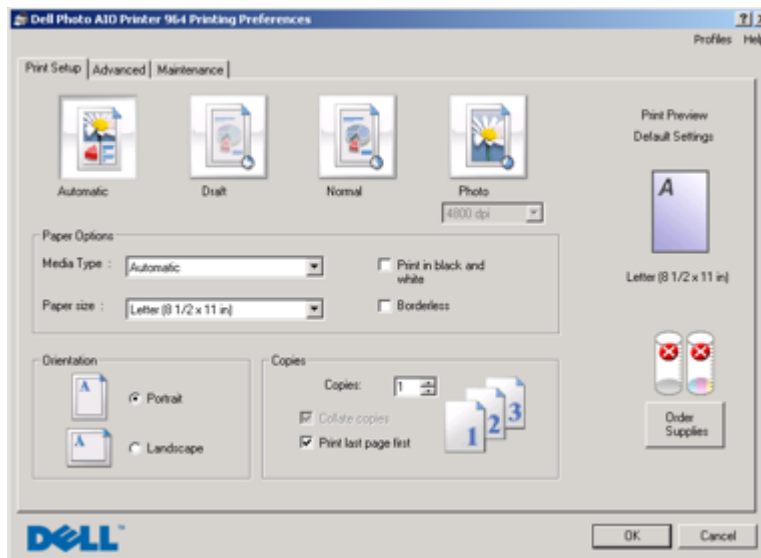 Dell Photo AIO Printer 964 Printing Preferences
Profiles Help
Print Setup Advanced Maintenance
Automatic
Draft
Normal
Photo
4800 dpi
Print Preview
Default Settings
A
Letter (8 1/2 x 11 in)
Paper Options
Media Type :
Automatic
Print in black and
white
Paper size :
Letter (8 1/2 x 11 in)
Borderless
Orientation
A
Portrait
A
Landscape
Copies
Copies:
1
Collate copies
Print last page first
1 2 3
Order
Supplies
DELL™
OK
Cancel